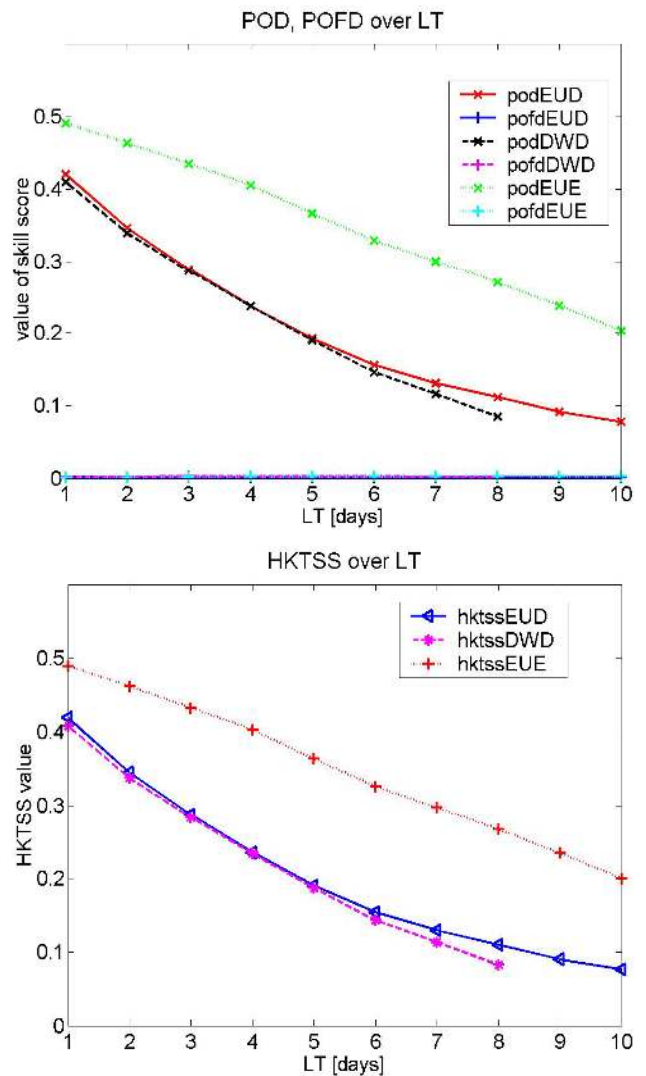 POD, POFD over LT
value of skill score
0.5
0.4
0.3
0.2
0.1
0
podEUD
pofdEUD
podDWD
pofdDWD
podEUE
pofdEUE
1 2 3 4 5 6 7 8 9 10
LT [days]
HKTSS over LT
HKTSS value
0.5
0.4
0.3
0.2
0.1
0
hktssEUD
hktssDWD
hktssEUE
1 2 3 4 5 6 7 8 9 10
LT [days]